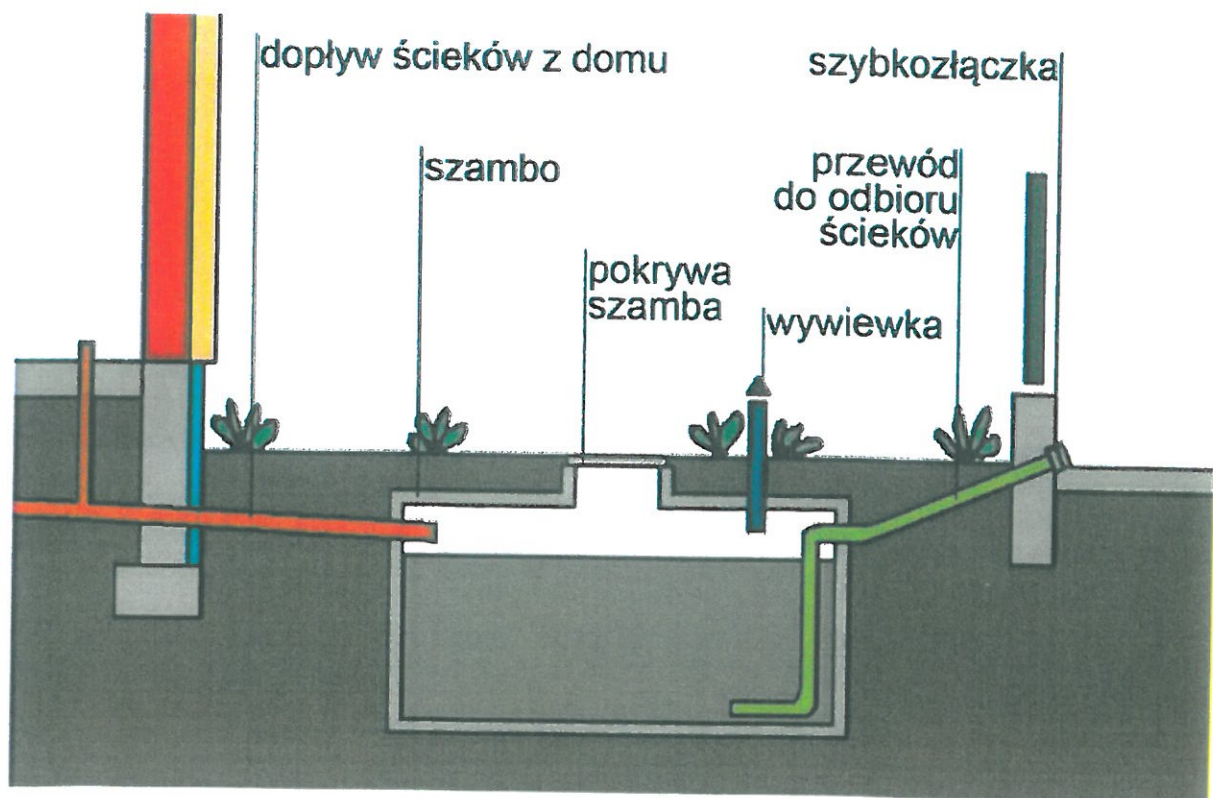 dopływ ścieków z domu
szybkozłączka
szambo
przewód
do odbioru
ścieków
pokrywa
szamba
wywiewka